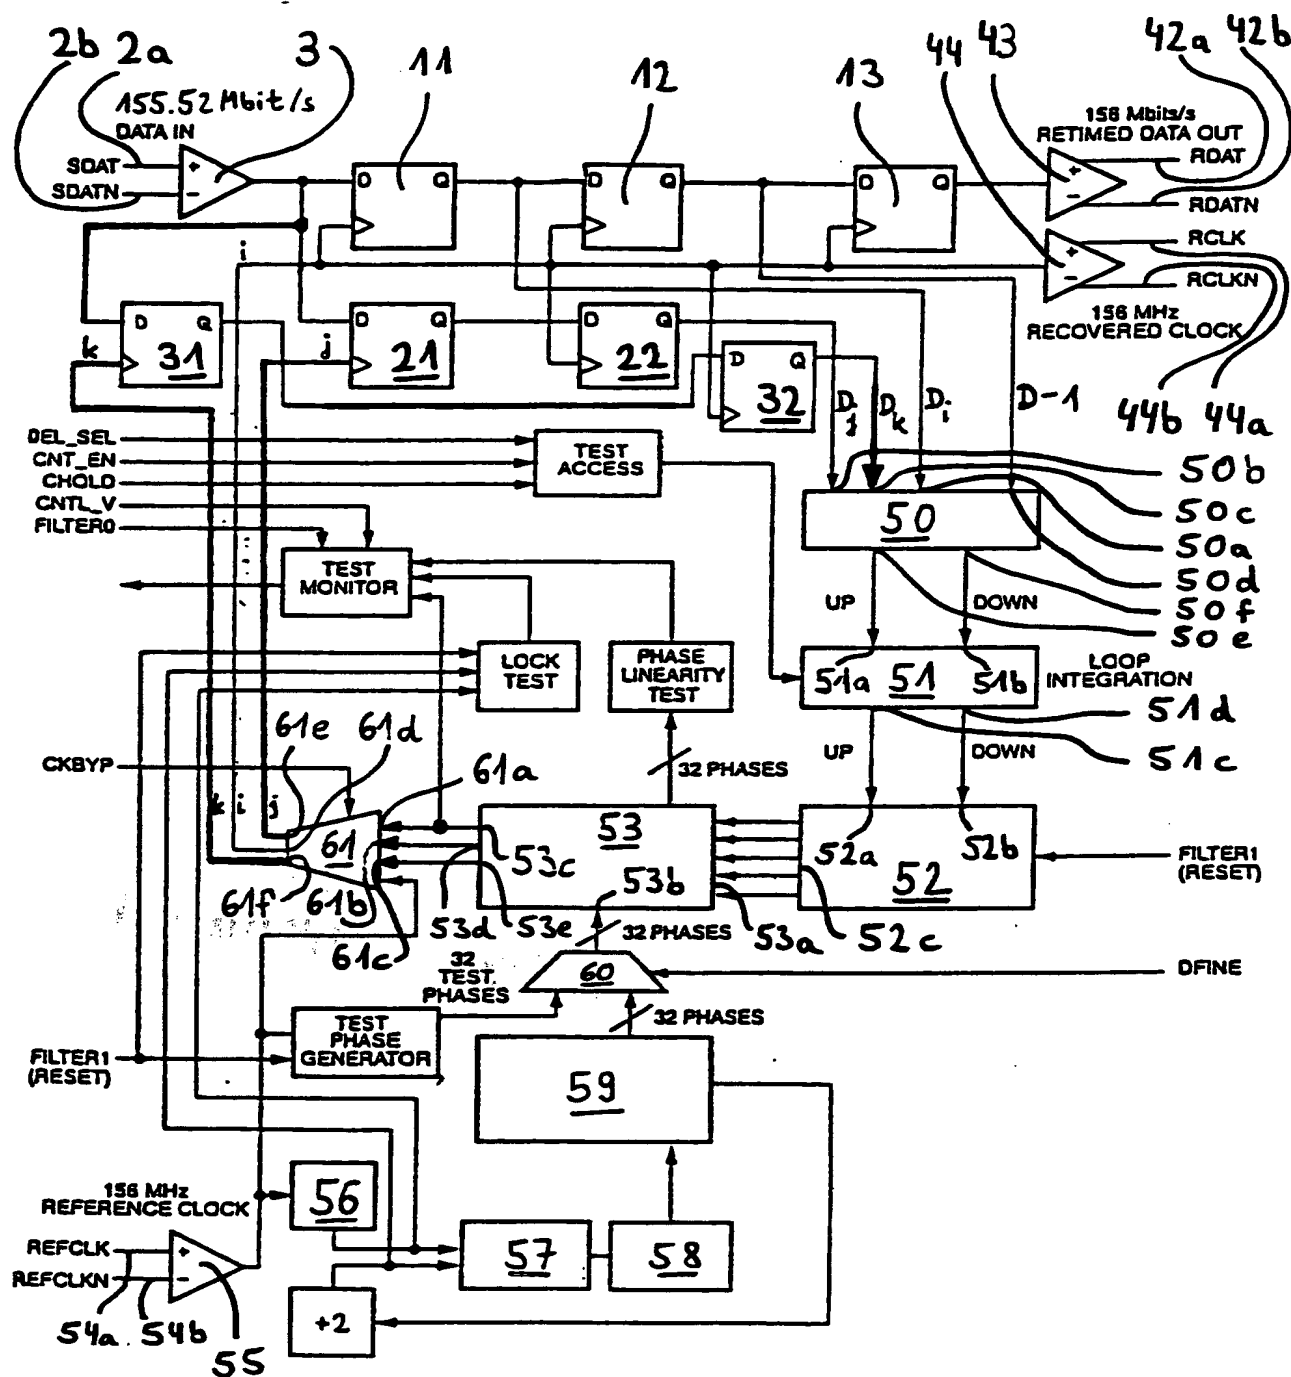 2b 2a 3 11 12 13 44 43 42a 42b
155.52 Mbit/s
DATA IN
SDAT
SDATN
+
−
D Q
D Q
D Q
156 Mbits/s
RETIMED DATA OUT
RDAT
RDATN
+
−
RCLK
RCLKN
+
−
156 MHz
RECOVERED CLOCK
44b 44a
i
k
D Q
31
j
D Q
21
D Q
22
D Q
32
Dj
Dk
Di
D-1
DEL_SEL
CNT_EN
CHOLD
CNTL_V
FILTER0
TEST
ACCESS
50
50b
50c
50a
50d
50f
50e
TEST
MONITOR
UP
DOWN
LOCK
TEST
PHASE
LINEARITY
TEST
51a 51 51b
LOOP
INTEGRATION
51d
51c
UP
DOWN
61e 61d
61a
32 PHASES
CKBYP
k i j
61
61f 61b
61c
53
53c
53b
53d 53e
53a
52c
52a
52b
52
FILTER1
(RESET)
32 PHASES
60
DFINE
32
TEST
PHASES
32 PHASES
TEST
PHASE
GENERATOR
FILTER1
(RESET)
59
156 MHz
REFERENCE CLOCK
56
REFCLK
REFCLKN
+
−
57
58
54a 54b
55
+2